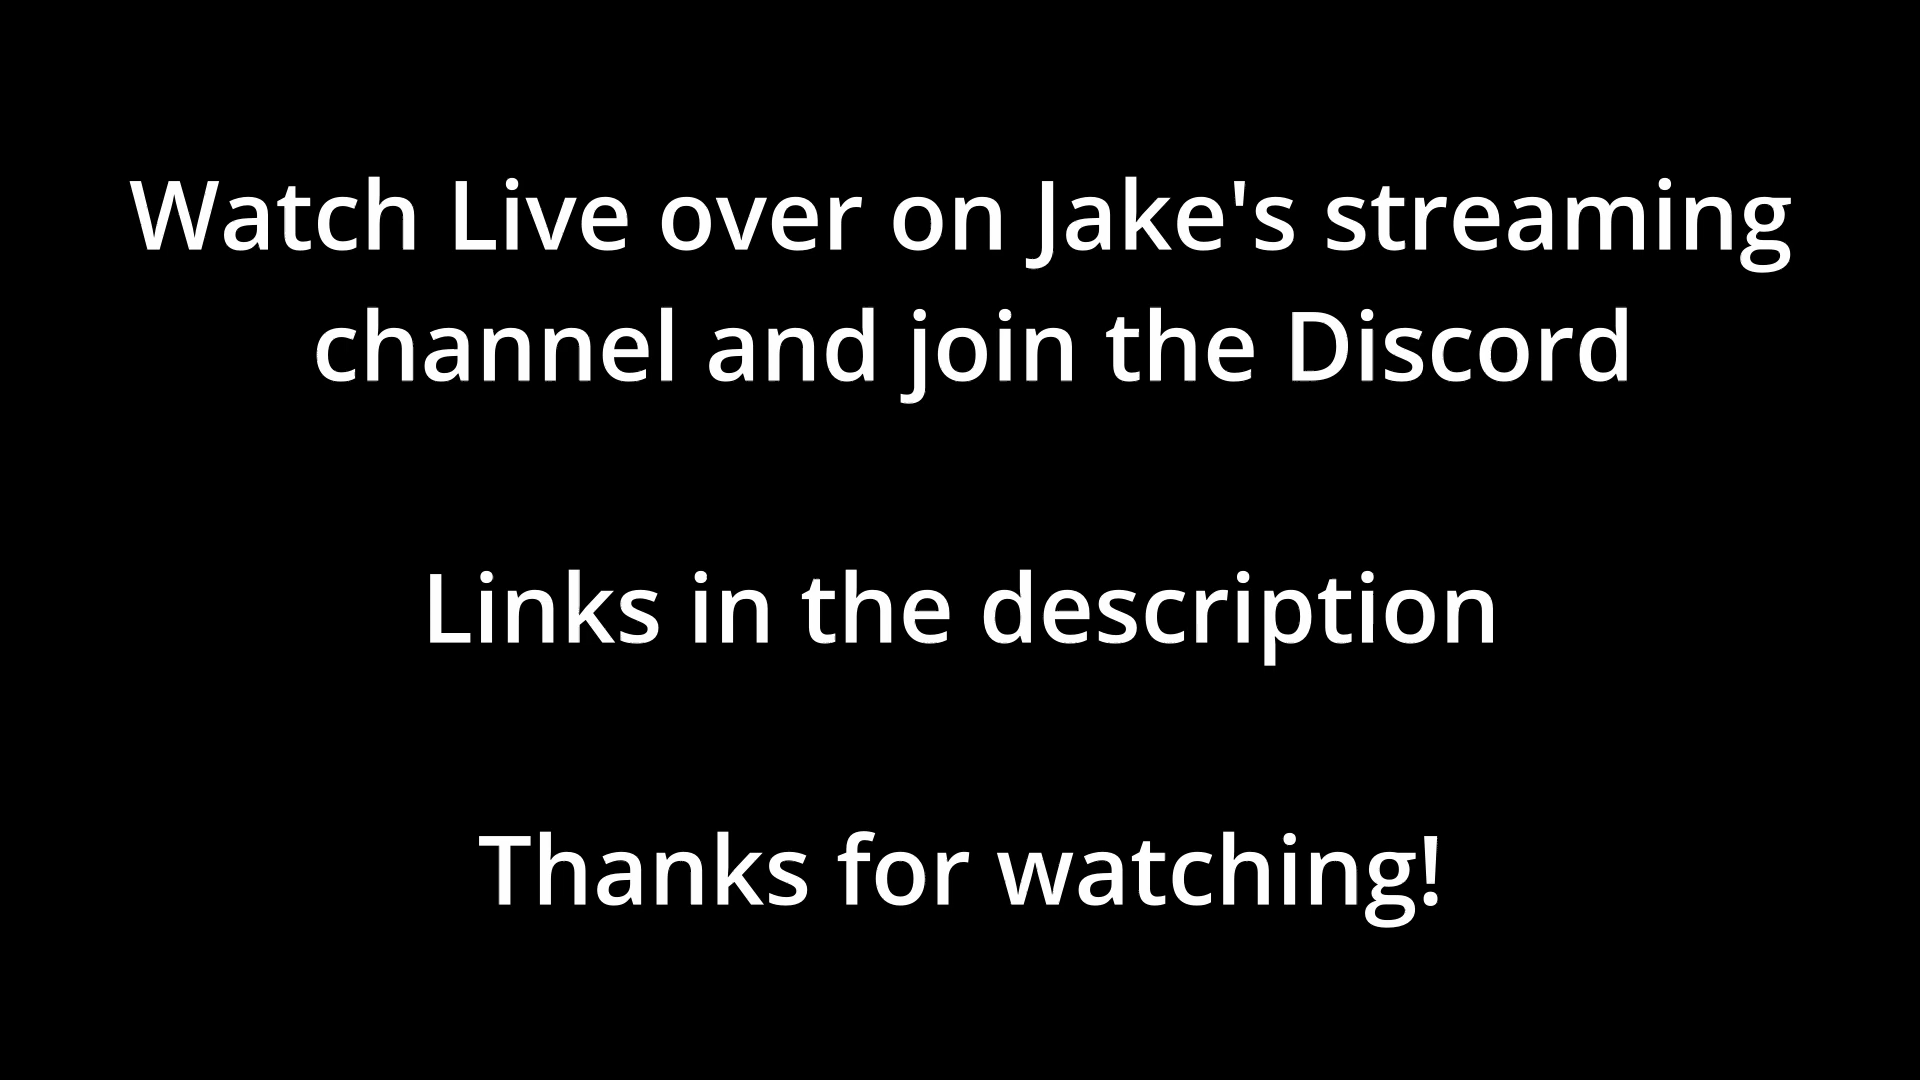 Watch Live over on Jake's streaming
channel and join the Discord
Links in the description
Thanks for watching!